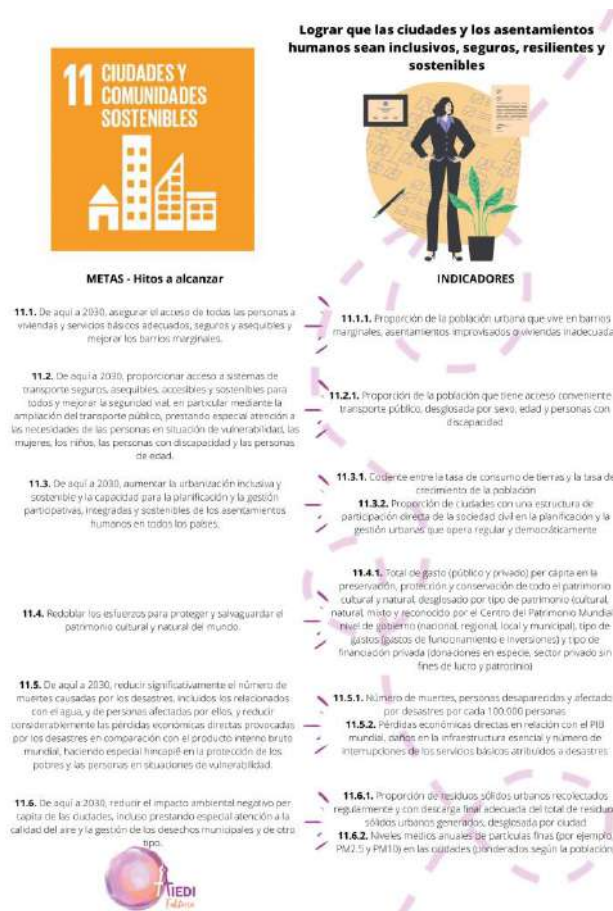 Lograr que las ciudades y los asentamientos
humanos sean inclusivos, seguros, resilientes y
sostenibles
11 CIUDADES Y
COMUNIDADES
SOSTENIBLES
METAS - Hitos a alcanzar
11.1. De aquí a 2030, asegurar el acceso de todas las personas a
viviendas y servicios básicos adecuados, seguros y asequibles y
mejorar los barrios marginales.
11.2. De aquí a 2030, proporcionar acceso a sistemas de
transporte seguros, asequibles, accesibles y sostenibles para
todos y mejorar la seguridad vial, en particular mediante la
ampliación del transporte público, prestando especial atención a
las necesidades de las personas en situación de vulnerabilidad, las
mujeres, los niños, las personas con discapacidad y las personas
de edad.
11.3. De aquí a 2030, aumentar la urbanización inclusiva y
sostenible y la capacidad para la planificación y la gestión
participativas, integradas y sostenibles de los asentamientos
humanos en todos los países.
11.4. Redoblar los esfuerzos para proteger y salvaguardar el
patrimonio cultural y natural del mundo.
11.5. De aquí a 2030, reducir significativamente el número de
muertes causadas por los desastres, incluidos los relacionados
con el agua, y de personas afectadas por ellos, y reducir
considerablemente las pérdidas económicas directas provocadas
por los desastres en comparación con el producto interno bruto
mundial, haciendo especial hincapié en la protección de los
pobres y las personas en situaciones de vulnerabilidad.
11.6. De aquí a 2030, reducir el impacto ambiental negativo per
capita de las ciudades, incluso prestando especial atención a la
calidad del aire y la gestión de los desechos municipales y de otro
tipo.
INDICADORES
11.1.1. Proporción de la población urbana que vive en barrios
marginales, asentamientos improvisados o viviendas inadecuada
11.2.1. Proporción de la población que tiene acceso conveniente
transporte público, desglosada por sexo, edad y personas con
discapacidad
11.3.1. Cociente entre la tasa de consumo de tierras y la tasa de
crecimiento de la población
11.3.2. Proporción de ciudades con una estructura de
participación directa de la sociedad civil en la planificación y la
gestión urbanas que opera regular y democráticamente
11.4.1. Total de gasto (público y privado) per cápita en la
preservación, protección y conservación de todo el patrimonio
cultural y natural, desglosado por tipo de patrimonio (cultural,
natural, mixto y reconocido por el Centro del Patrimonio Mundial
nivel de gobierno (nacional, regional, local y municipal), tipo de
gastos (gastos de funcionamiento e inversiones) y tipo de
financiación privada (donaciones en especie, sector privado sin
fines de lucro y patrocinio)
11.5.1. Número de muertes, personas desaparecidas y afectado
por desastres por cada 100.000 personas
11.5.2. Pérdidas económicas directas en relación con el PIB
mundial, daños en la infraestructura esencial y número de
interrupciones de los servicios básicos atribuidos a desastres
11.6.1. Proporción de residuos sólidos urbanos recolectados
regularmente y con descarga final adecuada del total de residuo
sólidos urbanos generados, desglosada por ciudad
11.6.2. Niveles medios anuales de partículas finas (por ejemplo,
PM2.5 y PM10) en las ciudades (ponderados según la población)